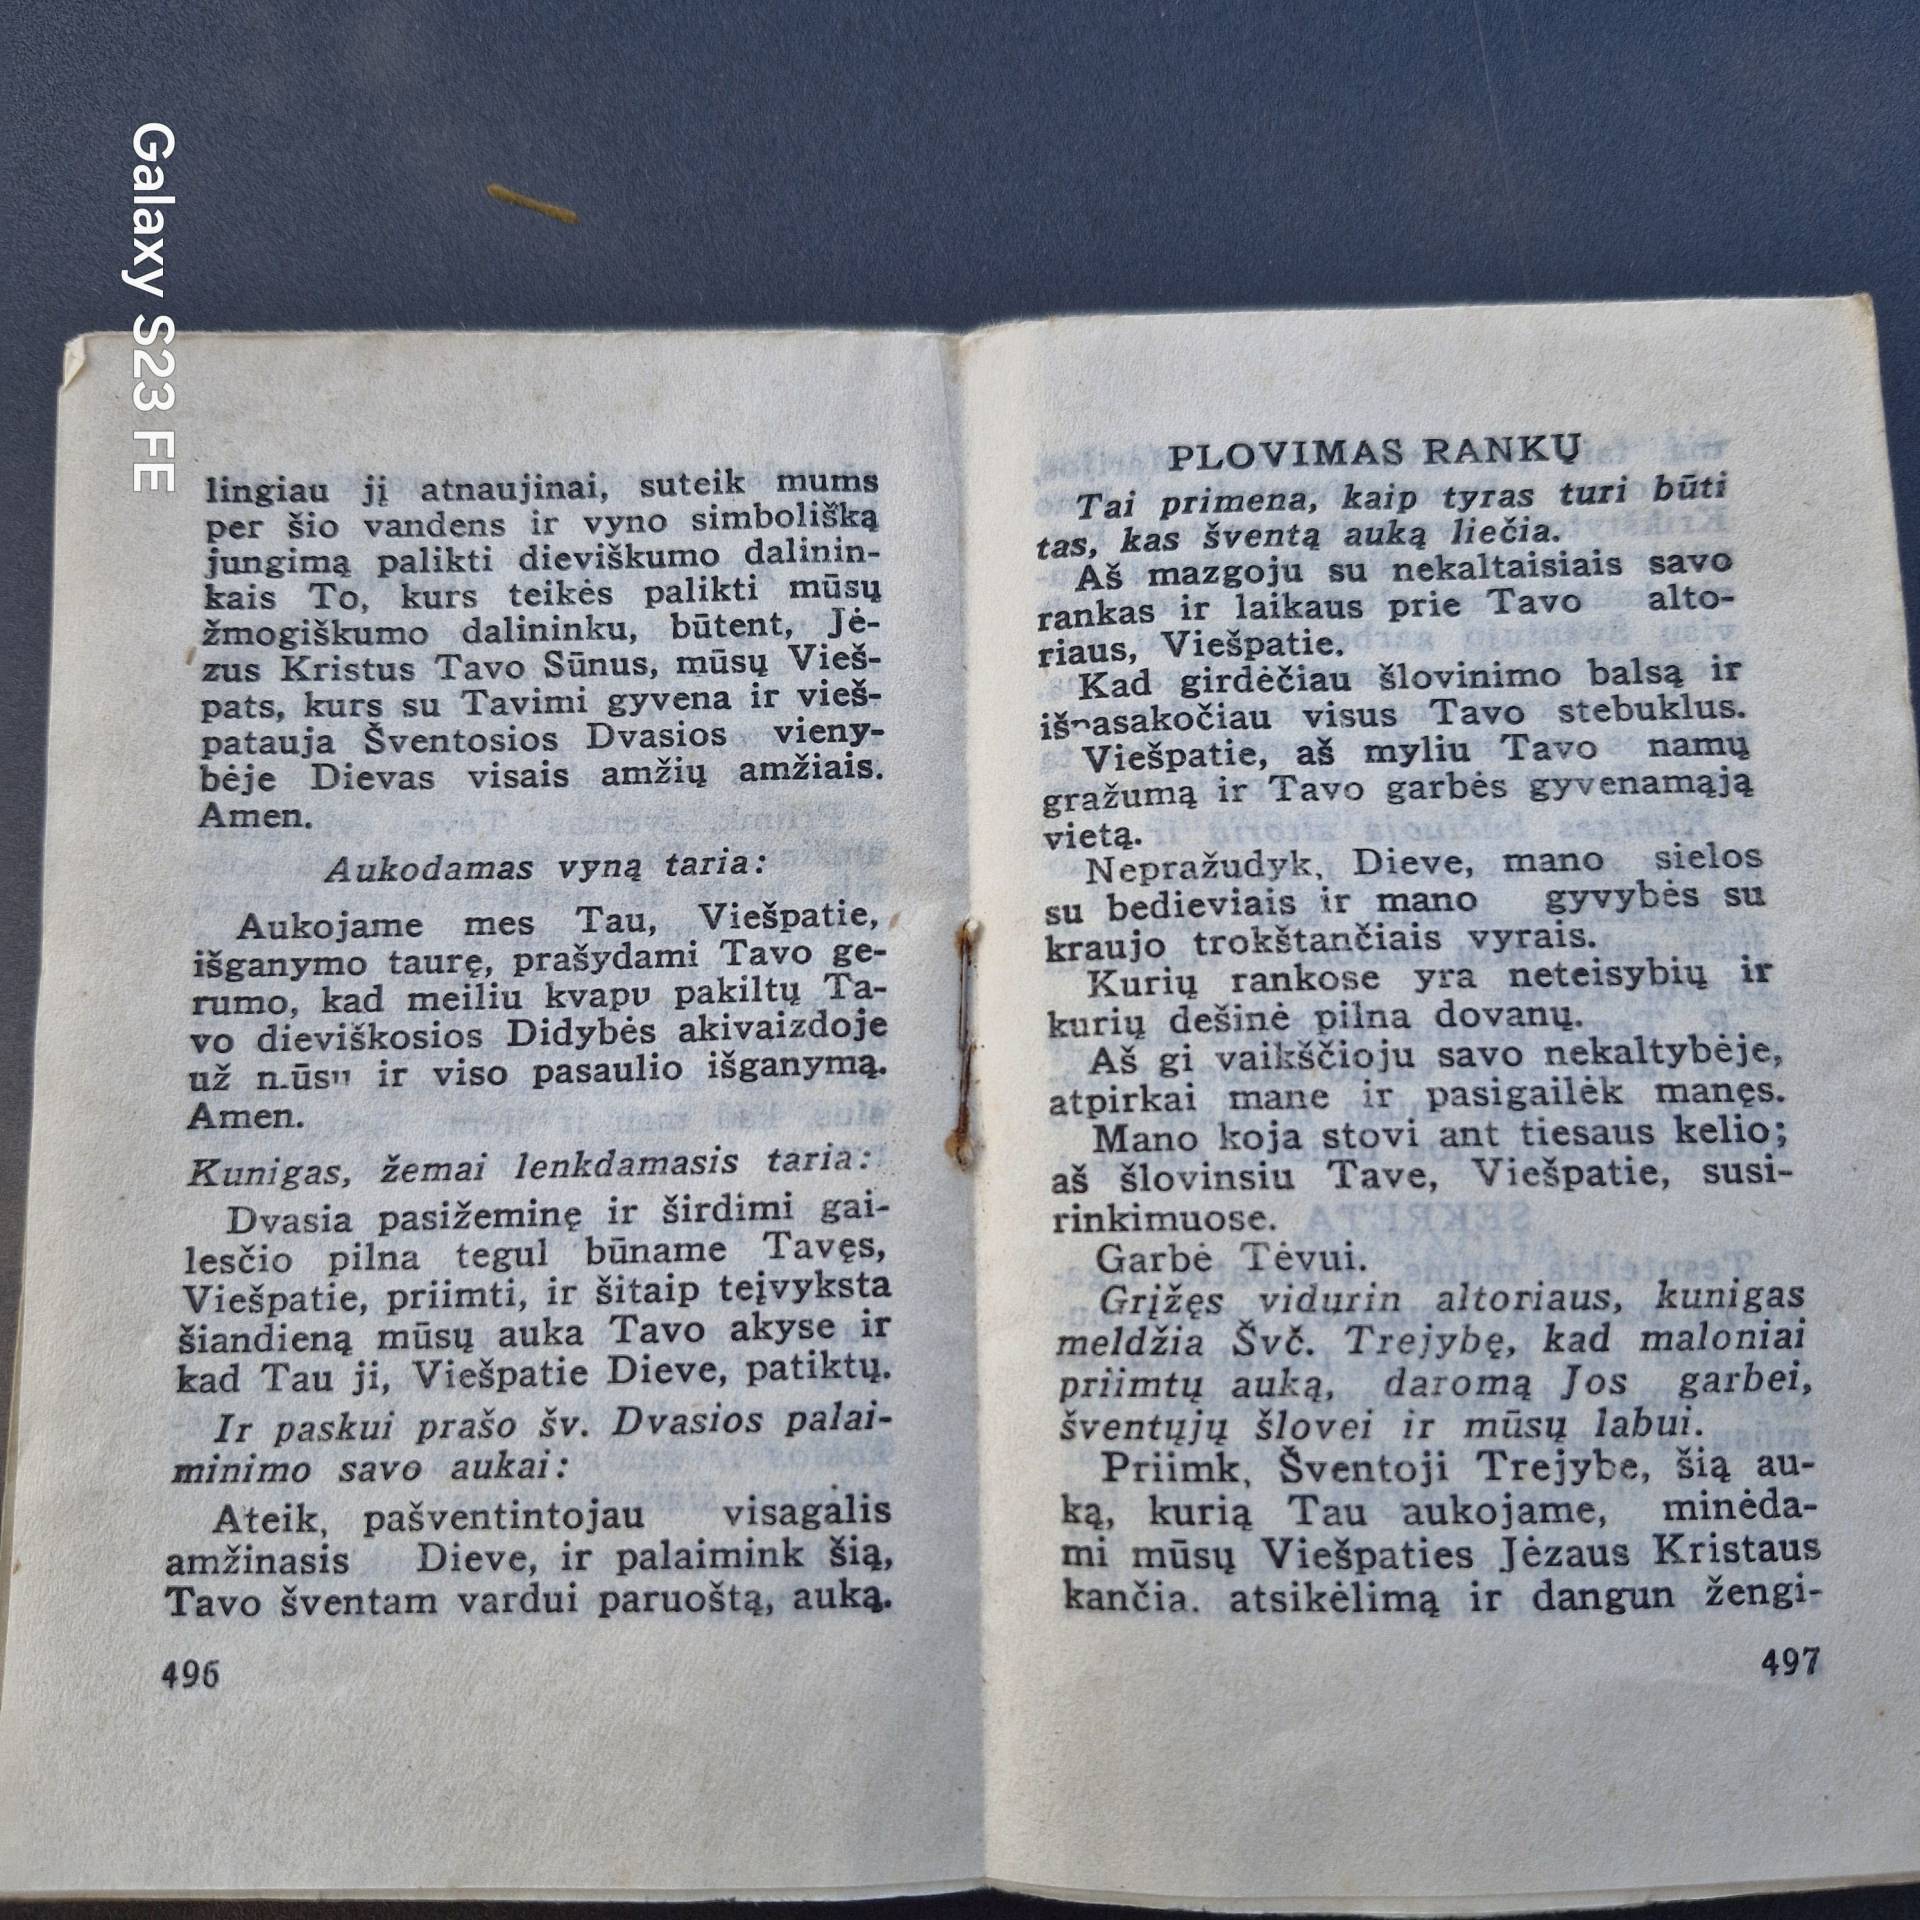 Galaxy S23 FE
lingiau jį atnaujinai, suteik mums
per šio vandens ir vyno simbolišką
jungimą palikti dieviškumo dalinin-
kais To, kurs teikės palikti mūsų
žmogiškumo dalininku, būtent, Jė-
zus Kristus Tavo Sūnus, mūsų Vieš-
pats, kurs su Tavimi gyvena ir vieš-
patauja Šventosios Dvasios vieny-
bėje Dievas visais amžių amžiais.
Amen.
Aukodamas vyną taria:
Aukojame mes Tau, Viešpatie,
išganymo taurę, prašydami Tavo ge-
rumo, kad meiliu kvapu pakiltų Ta-
vo dieviškosios Didybės akivaizdoje
už mūsų ir viso pasaulio išganymą.
Amen.
Kunigas, žemai lenkdamasis taria:
Dvasia pasižeminę ir širdimi gai-
lesčio pilna tegul būname Tavęs,
Viešpatie, priimti, ir šitaip teįvyksta
šiandieną mūsų auka Tavo akyse ir
kad Tau ji, Viešpatie Dieve, patiktų.
Ir paskui prašo šv. Dvasios palai-
minimo savo aukai:
Ateik, pašventintojau visagalis
amžinasis Dieve, ir palaimink šią,
Tavo šventam vardui paruoštą, auką.
496
PLOVIMAS RANKŲ
Tai primena, kaip tyras turi būti
tas, kas šventą auką liečia.
Aš mazgoju su nekaltaisiais savo
rankas ir laikaus prie Tavo alto-
riaus, Viešpatie.
Kad girdėčiau šlovinimo balsą ir
išpasakočiau visus Tavo stebuklus.
Viešpatie, aš myliu Tavo namų
gražumą ir Tavo garbės gyvenamąją
vietą.
Nepražudyk, Dieve, mano sielos
su bedieviais ir mano gyvybės su
kraujo trokštančiais vyrais.
Kurių rankose yra neteisybių ir
kurių dešinė pilna dovanų.
Aš gi vaikščioju savo nekaltybėje,
atpirkai mane ir pasigailėk manęs.
Mano koja stovi ant tiesaus kelio;
aš šlovinsiu Tave, Viešpatie, susi-
rinkimuose.
Garbė Tėvui.
Grįžęs vidurin altoriaus, kunigas
meldžia Švč. Trejybę, kad maloniai
priimtų auką, daromą Jos garbei,
šventųjų šlovei ir mūsų labui.
Priimk, Šventoji Trejybe, šią au-
ką, kurią Tau aukojame, minėda-
mi mūsų Viešpaties Jėzaus Kristaus
kančia. atsikėlimą ir dangun žengi-
497